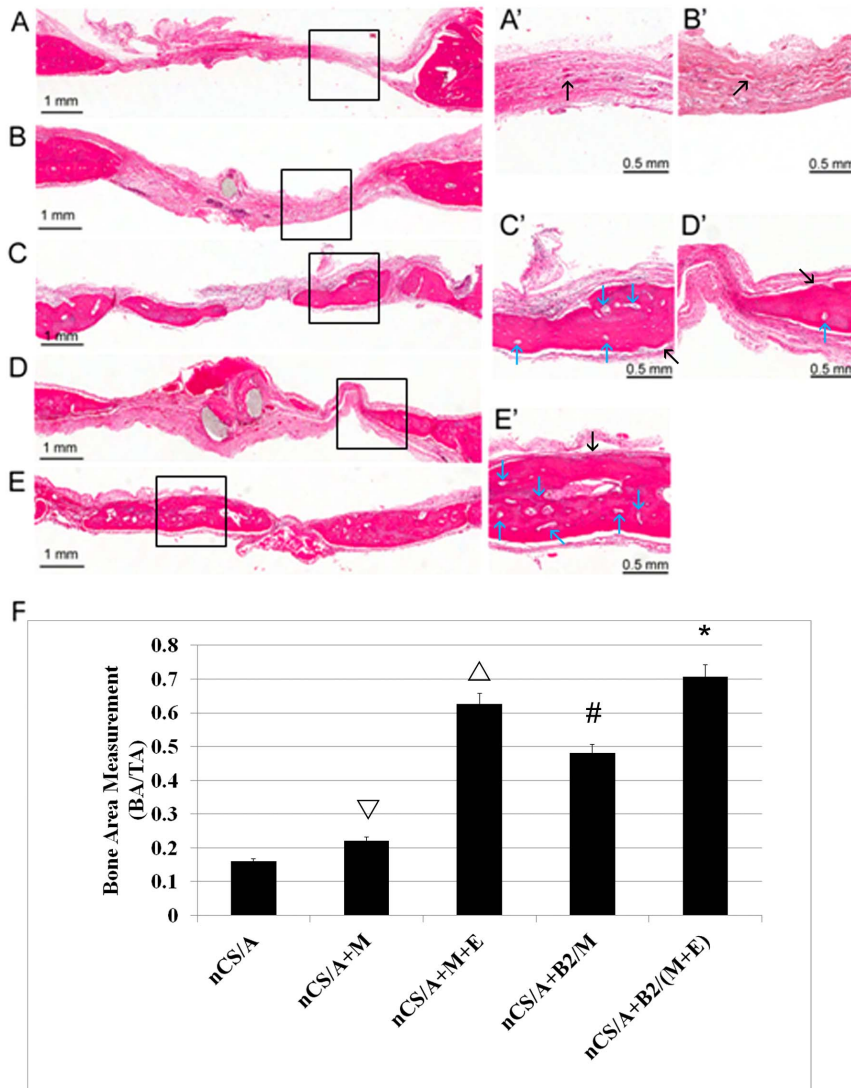 A
1 mm
B
1 mm
C
1 mm
D
1 mm
E
1 mm
A'
0.5 mm
B'
0.5 mm
C'
0.5 mm
D'
0.5 mm
E'
0.5 mm
F
Bone Area Measurement
(BA/TA)
0.8
0.7
0.6
0.5
0.4
0.3
0.2
0.1
0
▽
△
#
*
nCS/A
nCS/A+M
nCS/A+M+E
nCS/A+B2/M
nCS/A+B2/(M+E)